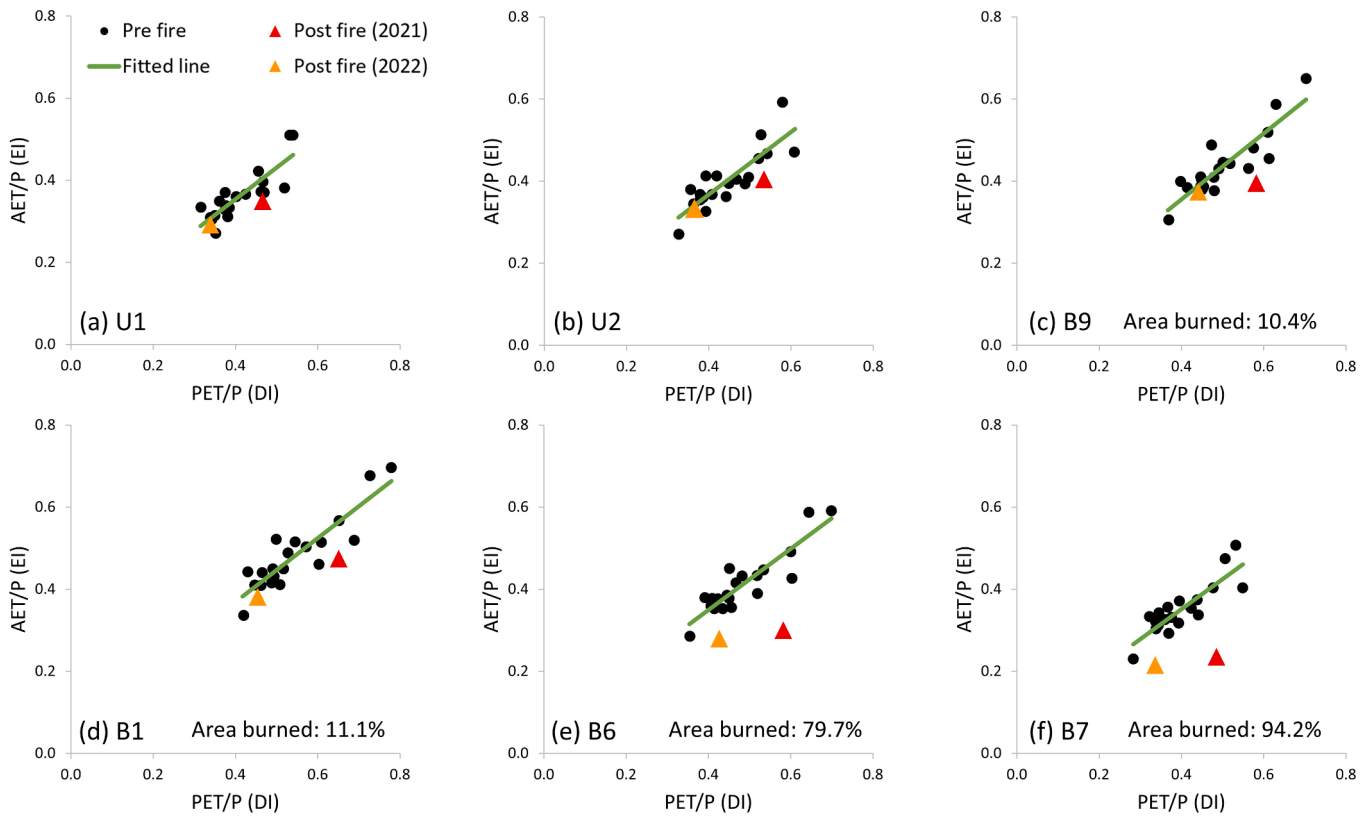 0.8
0.6
0.4
0.2
0.0
AET/P (EI)
Pre fire
Post fire (2021)
Fitted line
Post fire (2022)
(a) U1
0.0 0.2 0.4 0.6 0.8
PET/P (DI)
0.8
0.6
0.4
0.2
0.0
AET/P (EI)
(b) U2
0.0 0.2 0.4 0.6 0.8
PET/P (DI)
0.8
0.6
0.4
0.2
0.0
AET/P (EI)
(c) B9 Area burned: 10.4%
0.0 0.2 0.4 0.6 0.8
PET/P (DI)
0.8
0.6
0.4
0.2
0.0
AET/P (EI)
(d) B1 Area burned: 11.1%
0.0 0.2 0.4 0.6 0.8
PET/P (DI)
0.8
0.6
0.4
0.2
0.0
AET/P (EI)
(e) B6 Area burned: 79.7%
0.0 0.2 0.4 0.6 0.8
PET/P (DI)
0.8
0.6
0.4
0.2
0.0
AET/P (EI)
(f) B7 Area burned: 94.2%
0.0 0.2 0.4 0.6 0.8
PET/P (DI)